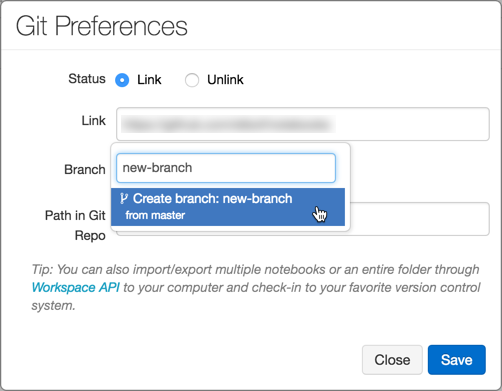 Git Preferences
Status Link Unlink
Link
Branch
new-branch
Create branch: new-branch
from master
Path in Git
Repo
Tip: You can also import/export multiple notebooks or an entire folder through
Workspace API to your computer and check-in to your favorite version control
system.
Close Save